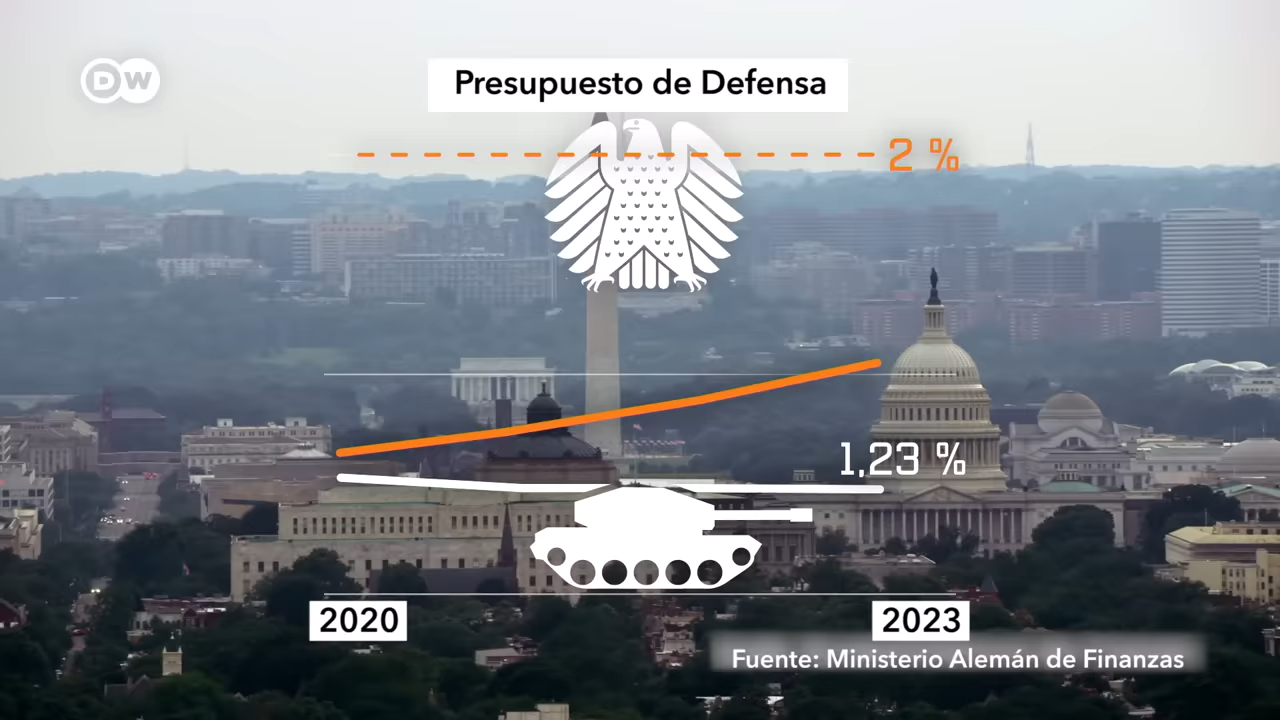 DW
Presupuesto de Defensa
2 %
1,23 %
2020
2023
Fuente: Ministerio Alemán de Finanzas